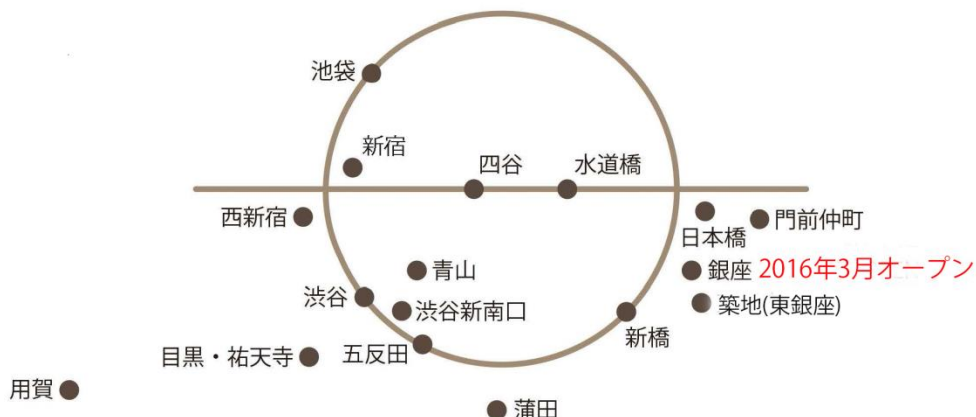 池袋
新宿
四谷
水道橋
西新宿
日本橋
門前仲町
青山
銀座 2016年3月オープン
渋谷
渋谷新南口
築地(東銀座)
新橋
目黒・祐天寺
五反田
用賀
蒲田